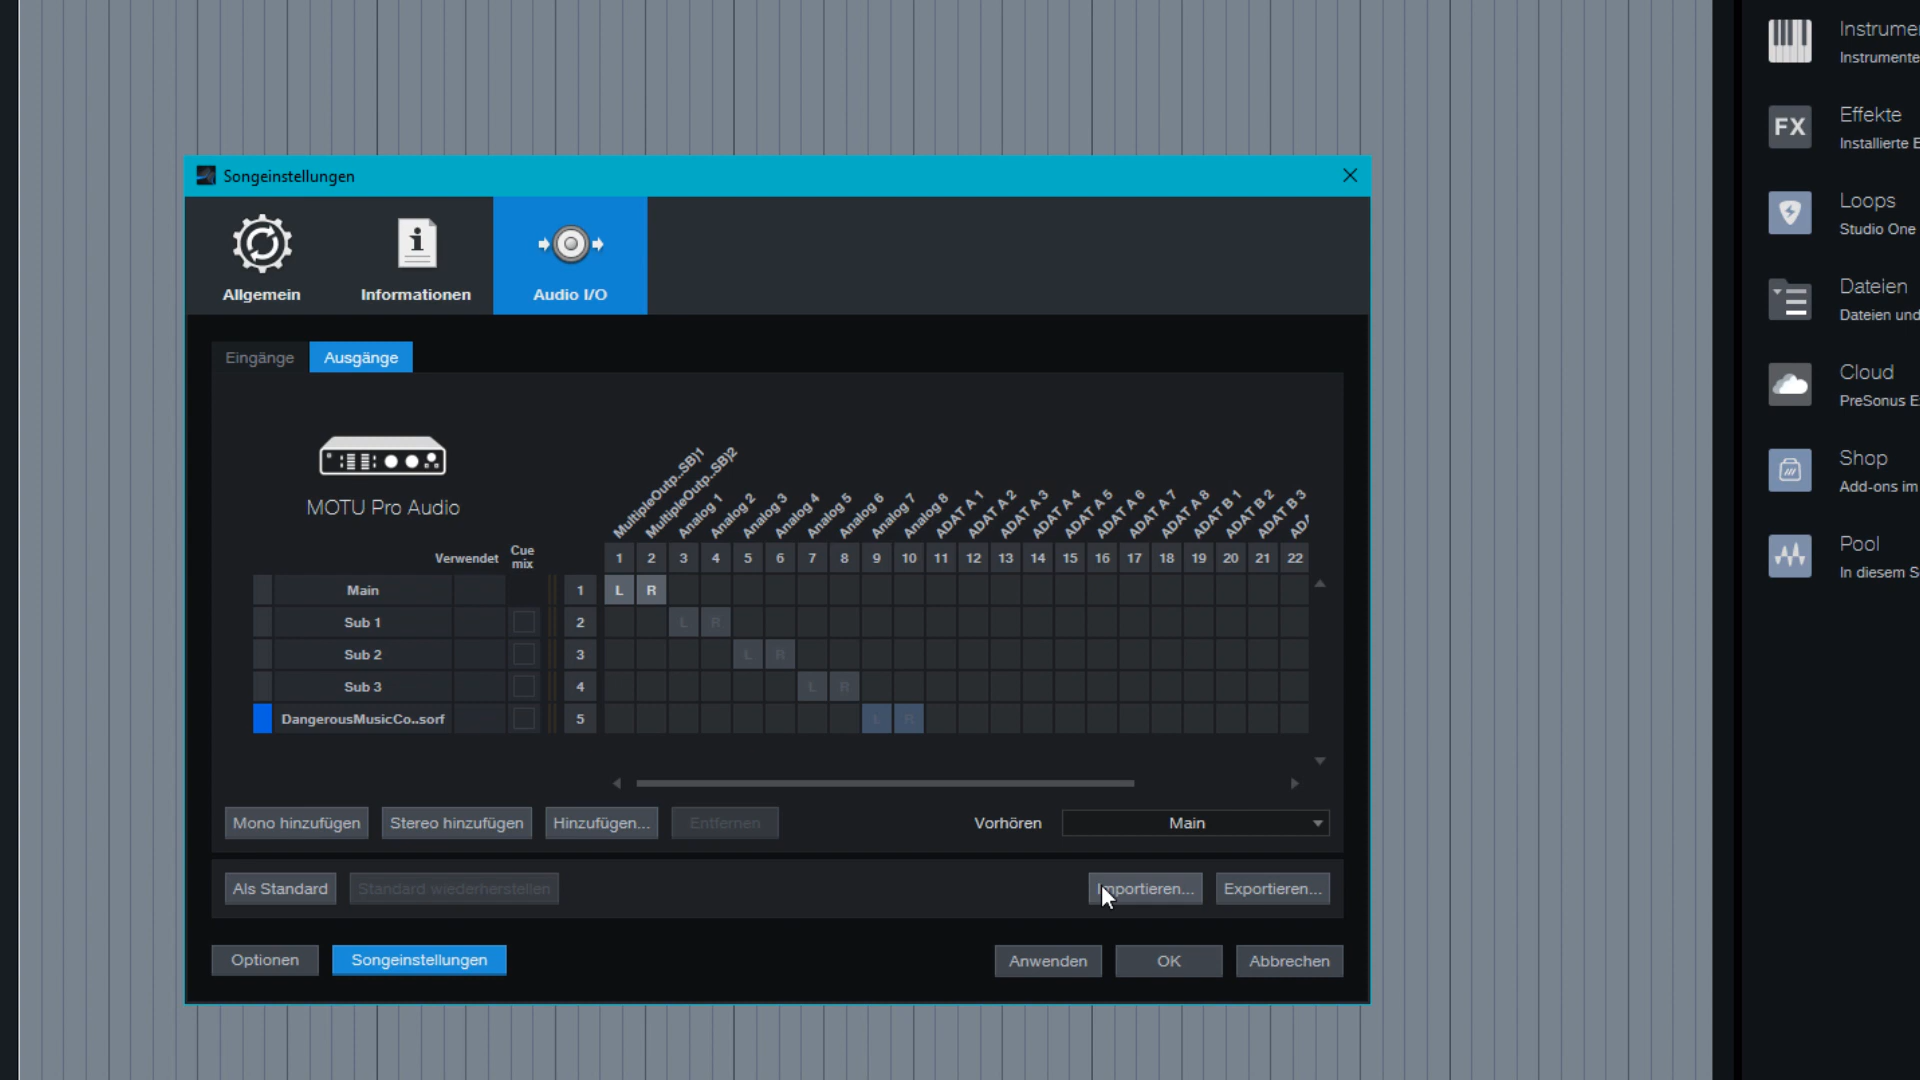 Songeinstellungen
Allgemein
Informationen
Audio I/O
Eingänge
Ausgänge
MOTU Pro Audio
Verwendet
Cue mix
MultipleOutp..SB)1
MultipleOutp..SB)2
Analog 1
Analog 2
Analog 3
Analog 4
Analog 5
Analog 6
Analog 7
Analog 8
ADAT A 1
ADAT A 2
ADAT A 3
ADAT A 4
ADAT A 5
ADAT A 6
ADAT A 7
ADAT A 8
ADAT B 1
ADAT B 2
ADAT B 3
1 2 3 4 5 6 7 8 9 10 11 12 13 14 15 16 17 18 19 20 21 22
Main 1 L R
Sub 1 2 L R
Sub 2 3 L R
Sub 3 4 L R
DangerousMusicCo..sorf 5 L R
Mono hinzufügen
Stereo hinzufügen
Hinzufügen...
Entfernen
Vorhören
Main
Als Standard
Standard wiederherstellen
Importieren...
Exportieren...
Optionen
Songeinstellungen
Anwenden
OK
Abbrechen
Instrumen
Instrumente
FX
Effekte
Installierte E
Loops
Studio One
Dateien
Dateien und
Cloud
PreSonus E
Shop
Add-ons im
Pool
In diesem S